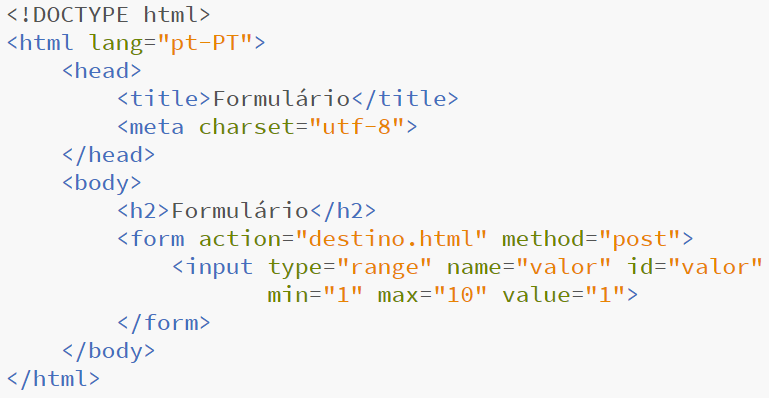 <!DOCTYPE html>
<html lang="pt-PT">
    <head>
        <title>Formulário</title>
        <meta charset="utf-8">
    </head>
    <body>
        <h2>Formulário</h2>
        <form action="destino.html" method="post">
            <input type="range" name="valor" id="valor"
                   min="1" max="10" value="1">
        </form>
    </body>
</html>